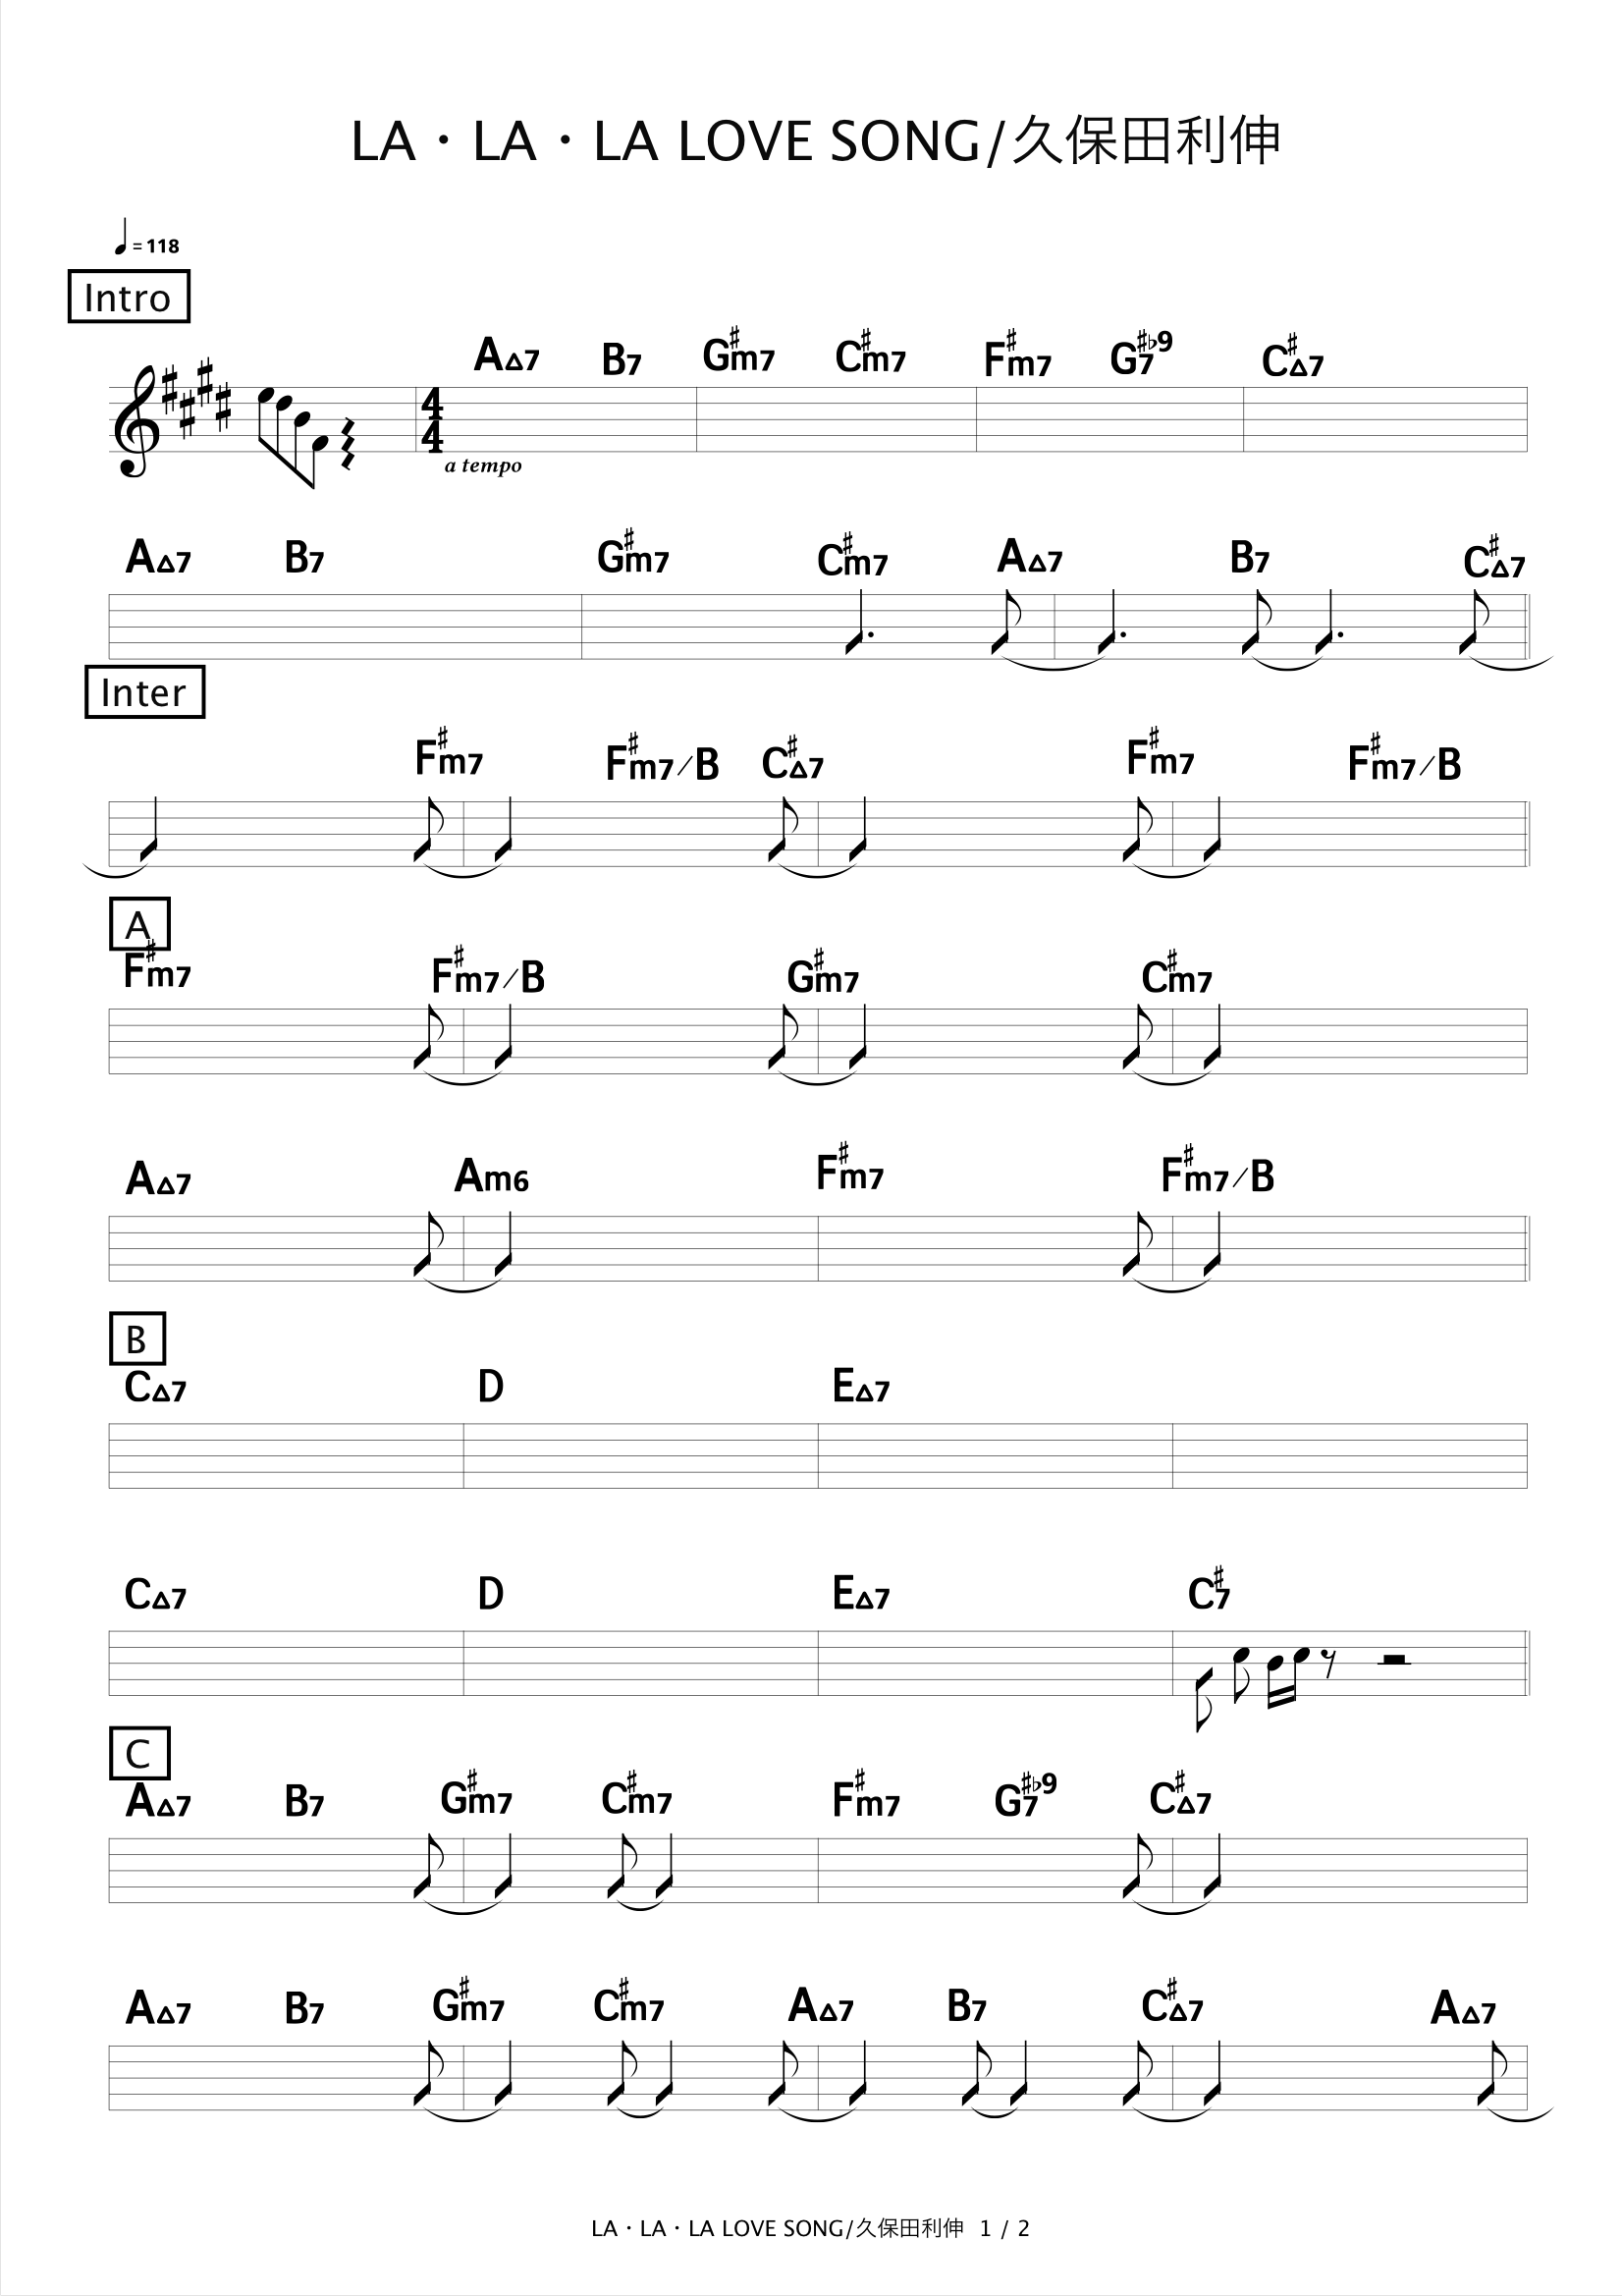 LA・LA・LA LOVE SONG/久保田利伸
♩=118
Intro
A△7 B7 G#m7 C#m7 F#m7 G#7♭9 C#△7
4/4
a tempo
A△7 B7 G#m7 C#m7 A△7 B7 C#△7
Inter
F#m7 F#m7/B C#△7 F#m7 F#m7/B
A
F#m7 F#m7/B G#m7 C#m7
A△7 Am6 F#m7 F#m7/B
B
C△7 D E△7
C△7 D E△7 C#7
C
A△7 B7 G#m7 C#m7 F#m7 G#7♭9 C#△7
A△7 B7 G#m7 C#m7 A△7 B7 C#△7 A△7
LA・LA・LA LOVE SONG/久保田利伸 1 / 2